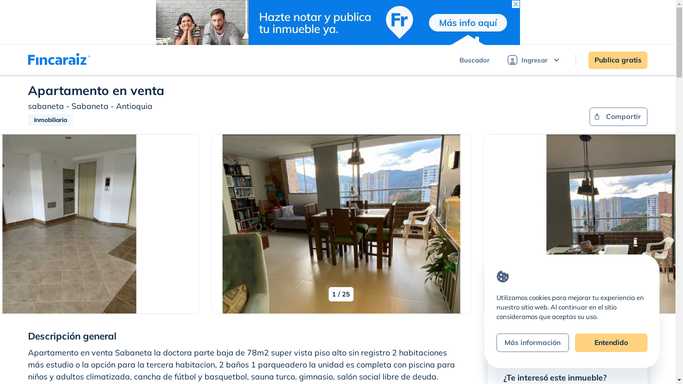 Hazte notar y publica
tu inmueble ya.
Fr
Más info aquí
Fincaraiz
Buscador
Ingresar
Publica gratis
Apartamento en venta
sabaneta - Sabaneta - Antioquia
Inmobiliaria
Compartir
1 / 25
Utilizamos cookies para mejorar tu experiencia en
nuestro sitio web. Al continuar en el sitio
consideramos que aceptas su uso.
Más información
Entendido
Descripción general
Apartamento en venta Sabaneta la doctora parte baja de 78m2 super vista piso alto sin registro 2 habitaciones
más estudio o la opción para la tercera habitacion, 2 baños 1 parqueadero la unidad es completa con piscina para
niños y adultos climatizada, cancha de fútbol y basquetbol, sauna turco, gimnasio, salón social libre de deuda.
¿Te interesó este inmueble?